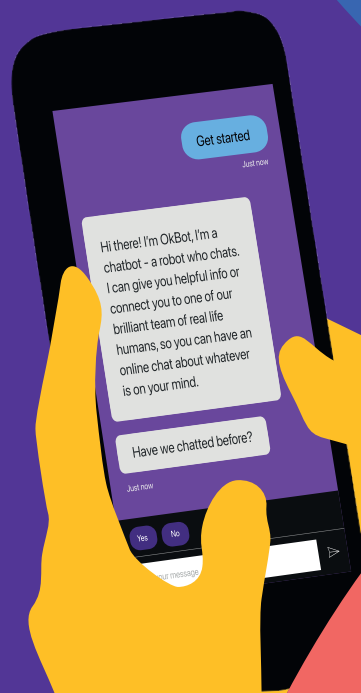 Get started
Just now
Hi there! I'm OkBot, I'm a
chatbot - a robot who chats.
I can give you helpful info or
connect you to one of our
brilliant team of real life
humans, so you can have an
online chat about whatever
is on your mind.
Have we chatted before?
Just now
Yes
No
your message